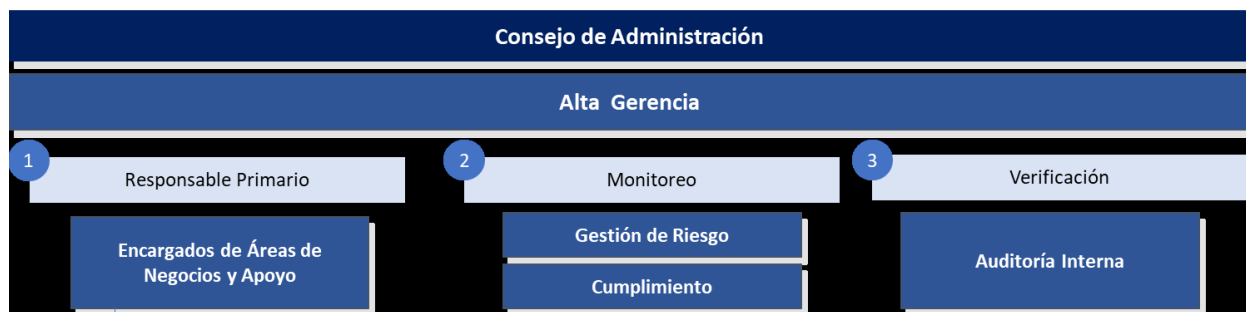 Consejo de Administración
Alta Gerencia
1
Responsable Primario
2
Monitoreo
3
Verificación
Encargados de Áreas de
Negocios y Apoyo
Gestión de Riesgo
Cumplimiento
Auditoría Interna